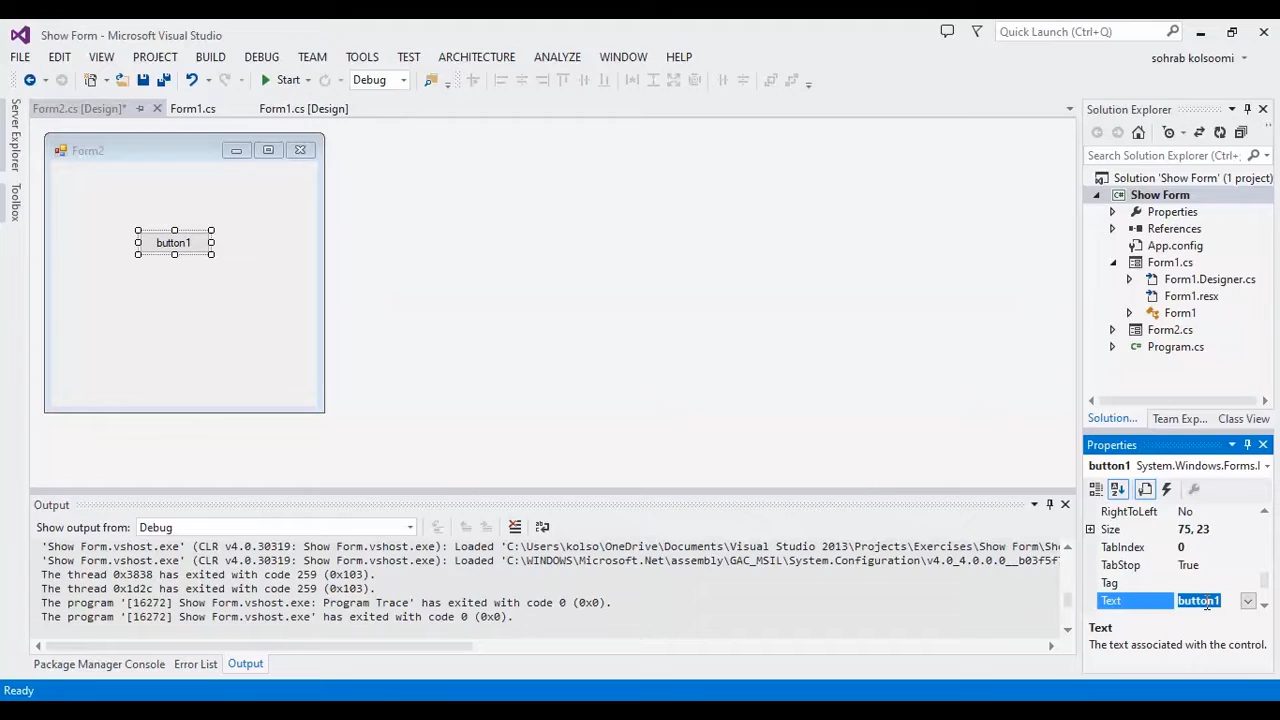 Show Form - Microsoft Visual Studio
Quick Launch (Ctrl+Q)
FILE EDIT VIEW PROJECT BUILD DEBUG TEAM TOOLS TEST ARCHITECTURE ANALYZE WINDOW HELP
sohrab kolsoomi
Start Debug
Server Explorer
Toolbox
Form2.cs [Design]* Form1.cs Form1.cs [Design]
Form2
button1
Solution Explorer
Search Solution Explorer (Ctrl+;
Solution 'Show Form' (1 project)
C# Show Form
Properties
References
App.config
Form1.cs
Form1.Designer.cs
Form1.resx
Form1
Form2.cs
C# Program.cs
Solution... Team Exp... Class View
Properties
button1 System.Windows.Forms.
RightToLeft No
Size 75, 23
TabIndex 0
TabStop True
Tag
Text button1
Text
The text associated with the control.
Output
Show output from: Debug
'Show Form.vshost.exe' (CLR v4.0.30319: Show Form.vshost.exe): Loaded 'C:\Users\kolso\OneDrive\Documents\Visual Studio 2013\Projects\Exercises\Show Form\Sho
'Show Form.vshost.exe' (CLR v4.0.30319: Show Form.vshost.exe): Loaded 'C:\WINDOWS\Microsoft.Net\assembly\GAC_MSIL\System.Configuration\v4.0_4.0.0.0__b03f5f7
The thread 0x3838 has exited with code 259 (0x103).
The thread 0x1d2c has exited with code 259 (0x103).
The program '[16272] Show Form.vshost.exe: Program Trace' has exited with code 0 (0x0).
The program '[16272] Show Form.vshost.exe' has exited with code 0 (0x0).
Package Manager Console Error List Output
Ready